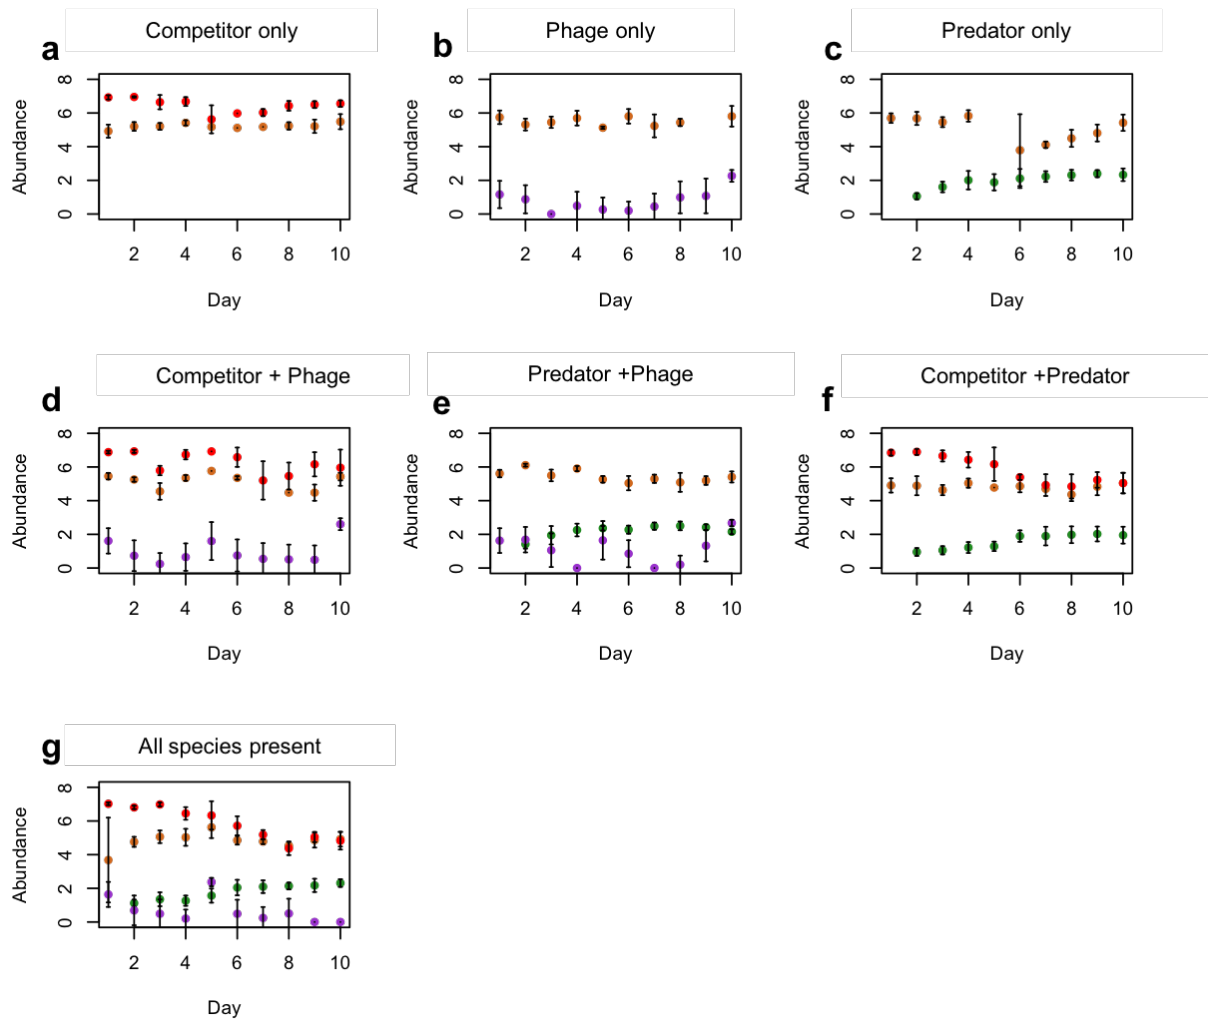 a Competitor only
b Phage only
c Predator only
Abundance
8
6
4
2
0
2 4 6 8 10
Day
Abundance
8
6
4
2
0
2 4 6 8 10
Day
Abundance
8
6
4
2
0
2 4 6 8 10
Day
d Competitor + Phage
e Predator +Phage
f Competitor +Predator
Abundance
8
6
4
2
0
2 4 6 8 10
Day
Abundance
8
6
4
2
0
2 4 6 8 10
Day
Abundance
8
6
4
2
0
2 4 6 8 10
Day
g All species present
Abundance
8
6
4
2
0
2 4 6 8 10
Day